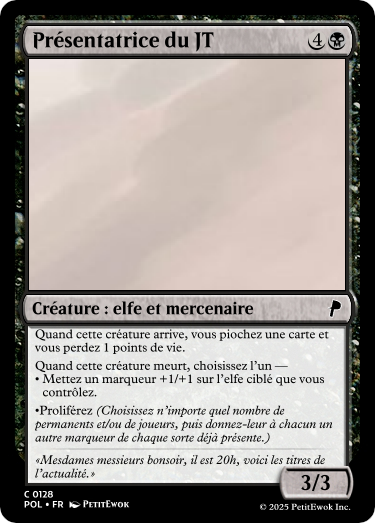 Présentatrice du JT 4
Créature : elfe et mercenaire
Quand cette créature arrive, vous piochez une carte et
vous perdez 1 points de vie.
Quand cette créature meurt, choisissez l'un —
• Mettez un marqueur +1/+1 sur l'elfe ciblé que vous
contrôlez.
•Proliférez (Choisissez n'importe quel nombre de
permanents et/ou de joueurs, puis donnez-leur à chacun un
autre marqueur de chaque sorte déjà présente.)
«Mesdames messieurs bonsoir, il est 20h, voici les titres de
l'actualité.»
3/3
C 0128
POL • FR PETITEWOK
© 2025 PetitEwok Inc.